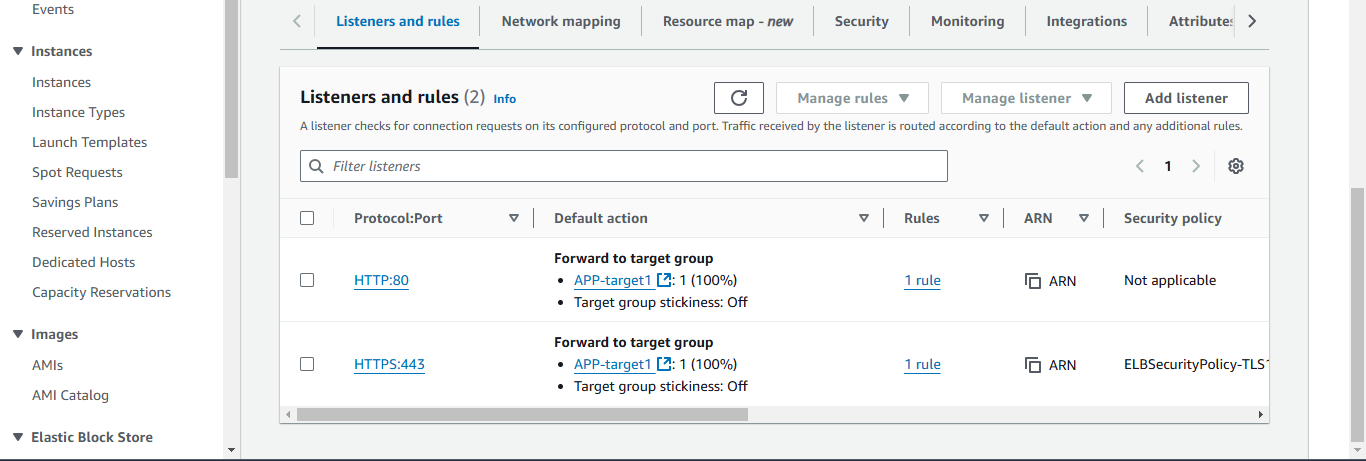 Events
Instances
Instances
Instance Types
Launch Templates
Spot Requests
Savings Plans
Reserved Instances
Dedicated Hosts
Capacity Reservations
Images
AMIs
AMI Catalog
Elastic Block Store
Listeners and rules Network mapping Resource map - new Security Monitoring Integrations Attributes
Listeners and rules (2) Info
Manage rules Manage listener Add listener
A listener checks for connection requests on its configured protocol and port. Traffic received by the listener is routed according to the default action and any additional rules.
Filter listeners
1
Protocol:Port Default action Rules ARN Security policy
Forward to target group
HTTP:80 • APP-target1: 1 (100%) 1 rule ARN Not applicable
• Target group stickiness: Off
Forward to target group
HTTPS:443 • APP-target1: 1 (100%) 1 rule ARN ELBSecurityPolicy-TLS1
• Target group stickiness: Off